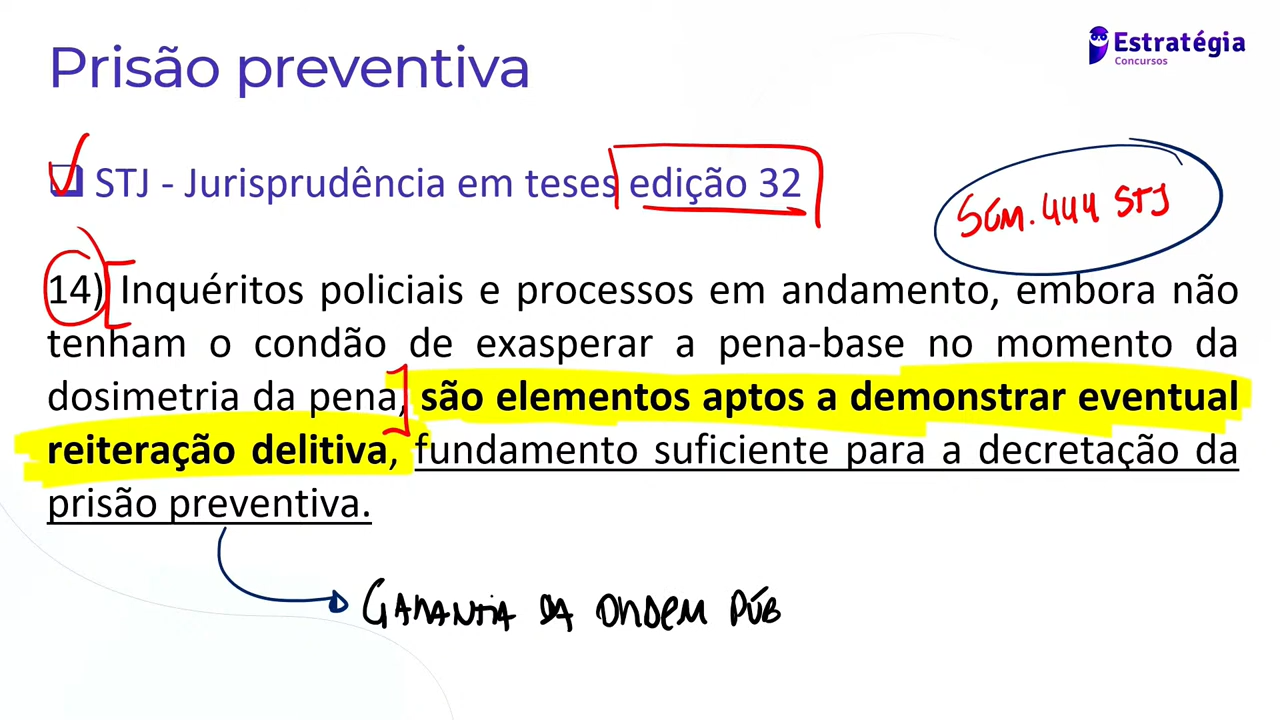 Prisão preventiva
Estratégia
Concursos
STJ - Jurisprudência em teses edição 32
SÚM. 444 STJ
14) Inquéritos policiais e processos em andamento, embora não
tenham o condão de exasperar a pena-base no momento da
dosimetria da pena, são elementos aptos a demonstrar eventual
reiteração delitiva, fundamento suficiente para a decretação da
prisão preventiva.
GARANTIA DA ORDEM PÚB